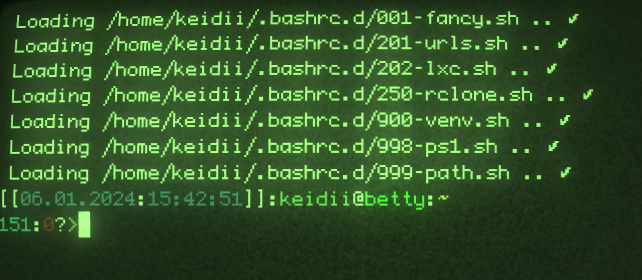 Loading /home/keidii/.bashrc.d/001-fancy.sh .. ✔
Loading /home/keidii/.bashrc.d/201-urls.sh .. ✔
Loading /home/keidii/.bashrc.d/202-lxc.sh .. ✔
Loading /home/keidii/.bashrc.d/250-rclone.sh .. ✔
Loading /home/keidii/.bashrc.d/900-venv.sh .. ✔
Loading /home/keidii/.bashrc.d/998-ps1.sh .. ✔
Loading /home/keidii/.bashrc.d/999-path.sh .. ✔
[[06.01.2024:15:42:51]]:keidii@betty:~
151:0?>